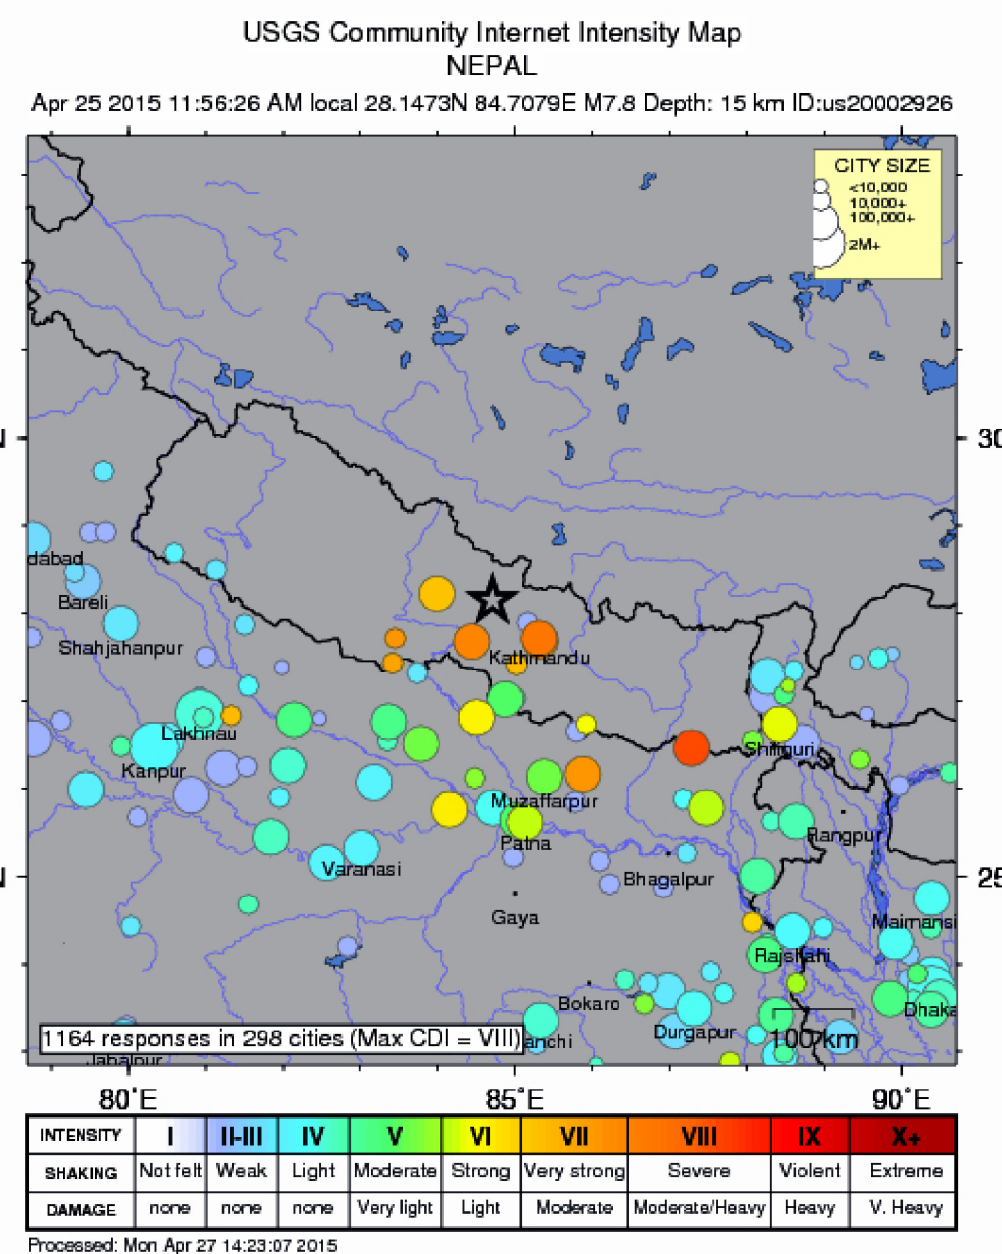 USGS Community Internet Intensity Map
NEPAL
Apr 25 2015 11:56:26 AM local 28.1473N 84.7079E M7.8 Depth: 15 km ID:us20002926
CITY SIZE
<10,000
10,000+
100,000+
2M+
N
30
dabad
Bareli
Shahjahanpur
Kathmandu
Lakhnau
Shiliguri
Kanpur
Muzaffarpur
Rangpur
Patna
Varanasi
N
25
Bhagalpur
Gaya
Maimansi
Rajshahi
Bokaro
Dhaka
Durgapur
100 km
1164 responses in 298 cities (Max CDI = VIII)
anchi
Jabalpur
80°E
85°E
90°E
INTENSITY I II-III IV V VI VII VIII IX X+
SHAKING Not felt Weak Light Moderate Strong Very strong Severe Violent Extreme
DAMAGE none none none Very light Light Moderate Moderate/Heavy Heavy V. Heavy
Processed: Mon Apr 27 14:23:07 2015